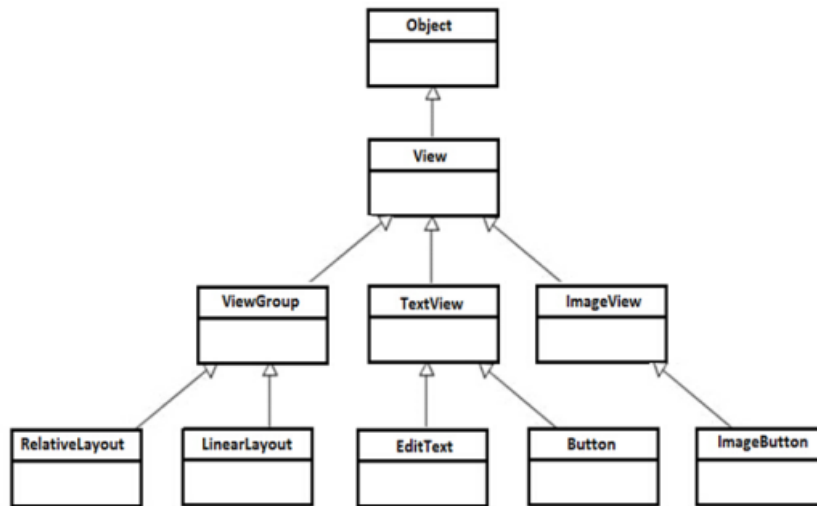 Object
View
ViewGroup
TextView
ImageView
RelativeLayout
LinearLayout
EditText
Button
ImageButton